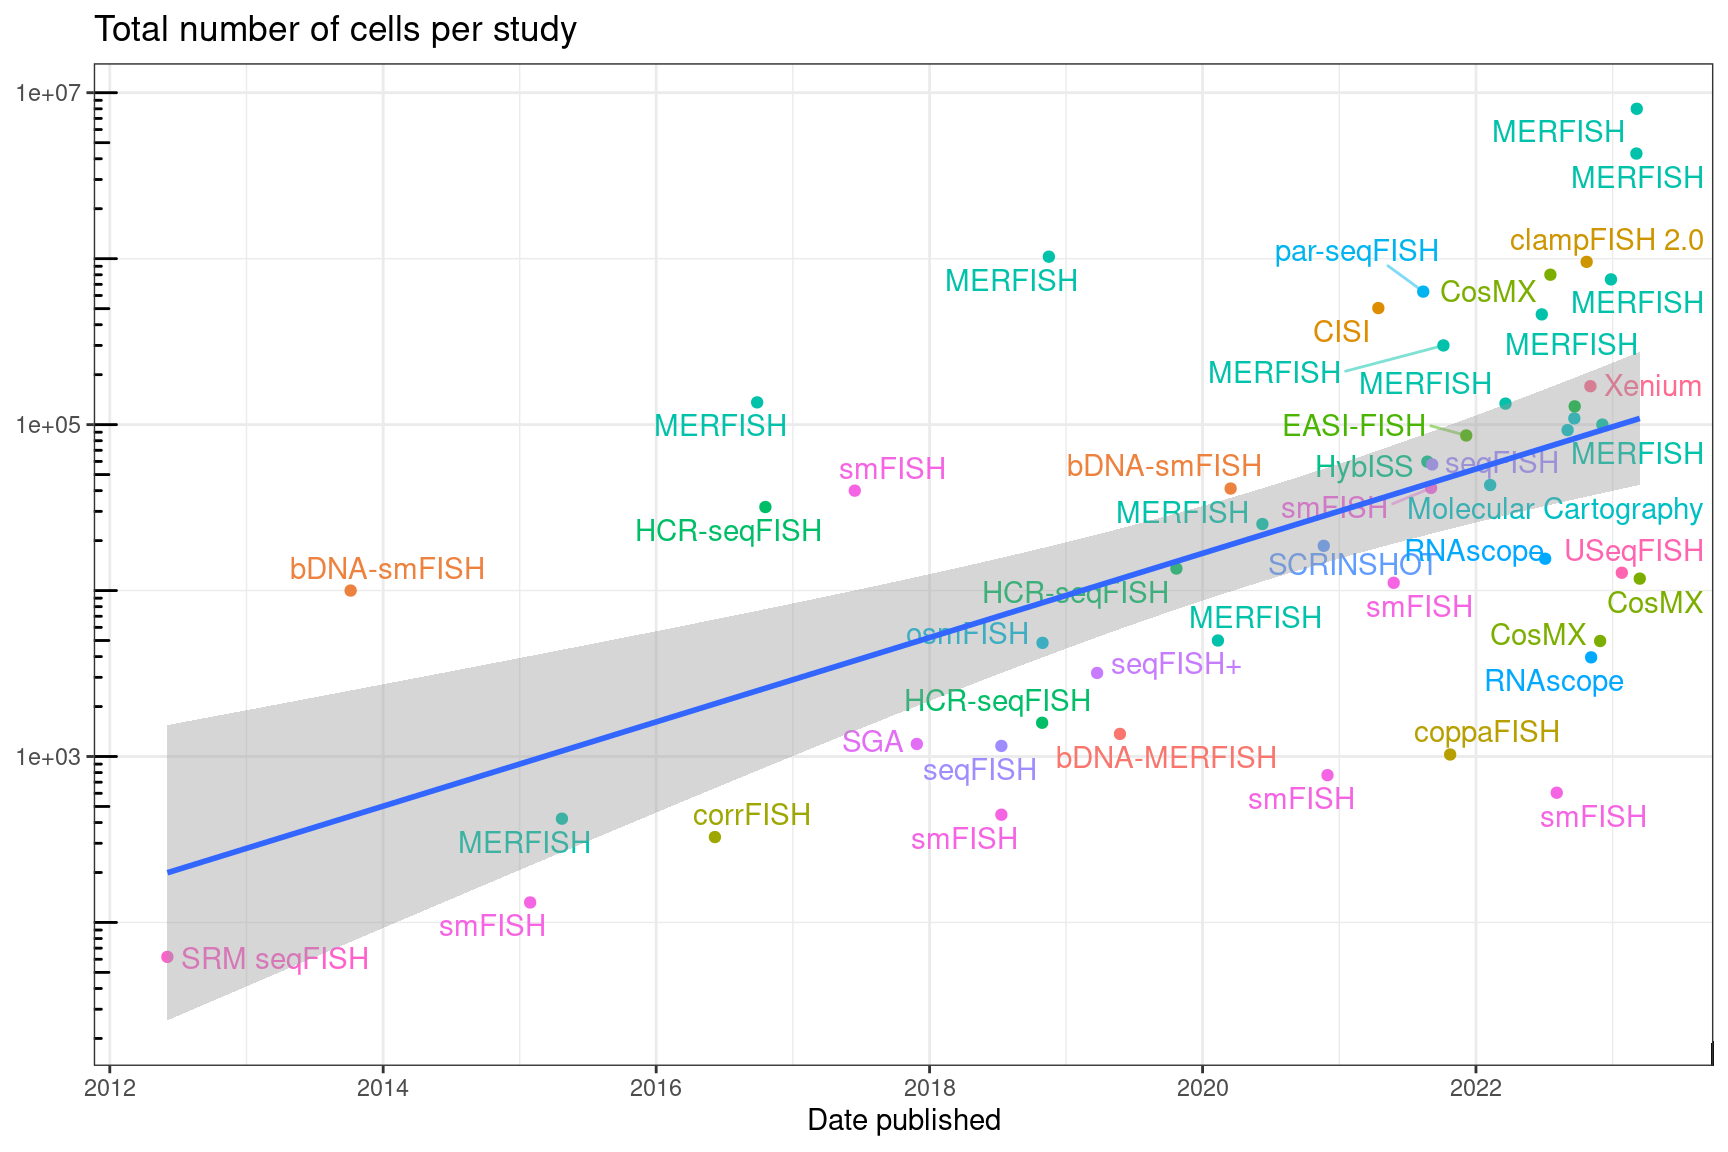 Total number of cells per study
1e+07
MERFISH
MERFISH
clampFISH 2.0
par-seqFISH
MERFISH
CosMX
MERFISH
CISI
MERFISH
MERFISH
MERFISH
Xenium
1e+05
MERFISH
EASI-FISH
MERFISH
smFISH
bDNA-smFISH
HybISS
seqFISH
smFISH
Molecular Cartography
MERFISH
HCR-seqFISH
RNAscope
USeqFISH
bDNA-smFISH
SCRINSHOT
HCR-seqFISH
smFISH
CosMX
MERFISH
osmFISH
CosMX
seqFISH+
RNAscope
HCR-seqFISH
SGA
coppaFISH
1e+03
bDNA-MERFISH
seqFISH
smFISH
corrFISH
smFISH
MERFISH
smFISH
smFISH
SRM seqFISH
2012
2014
2016
2018
2020
2022
Date published